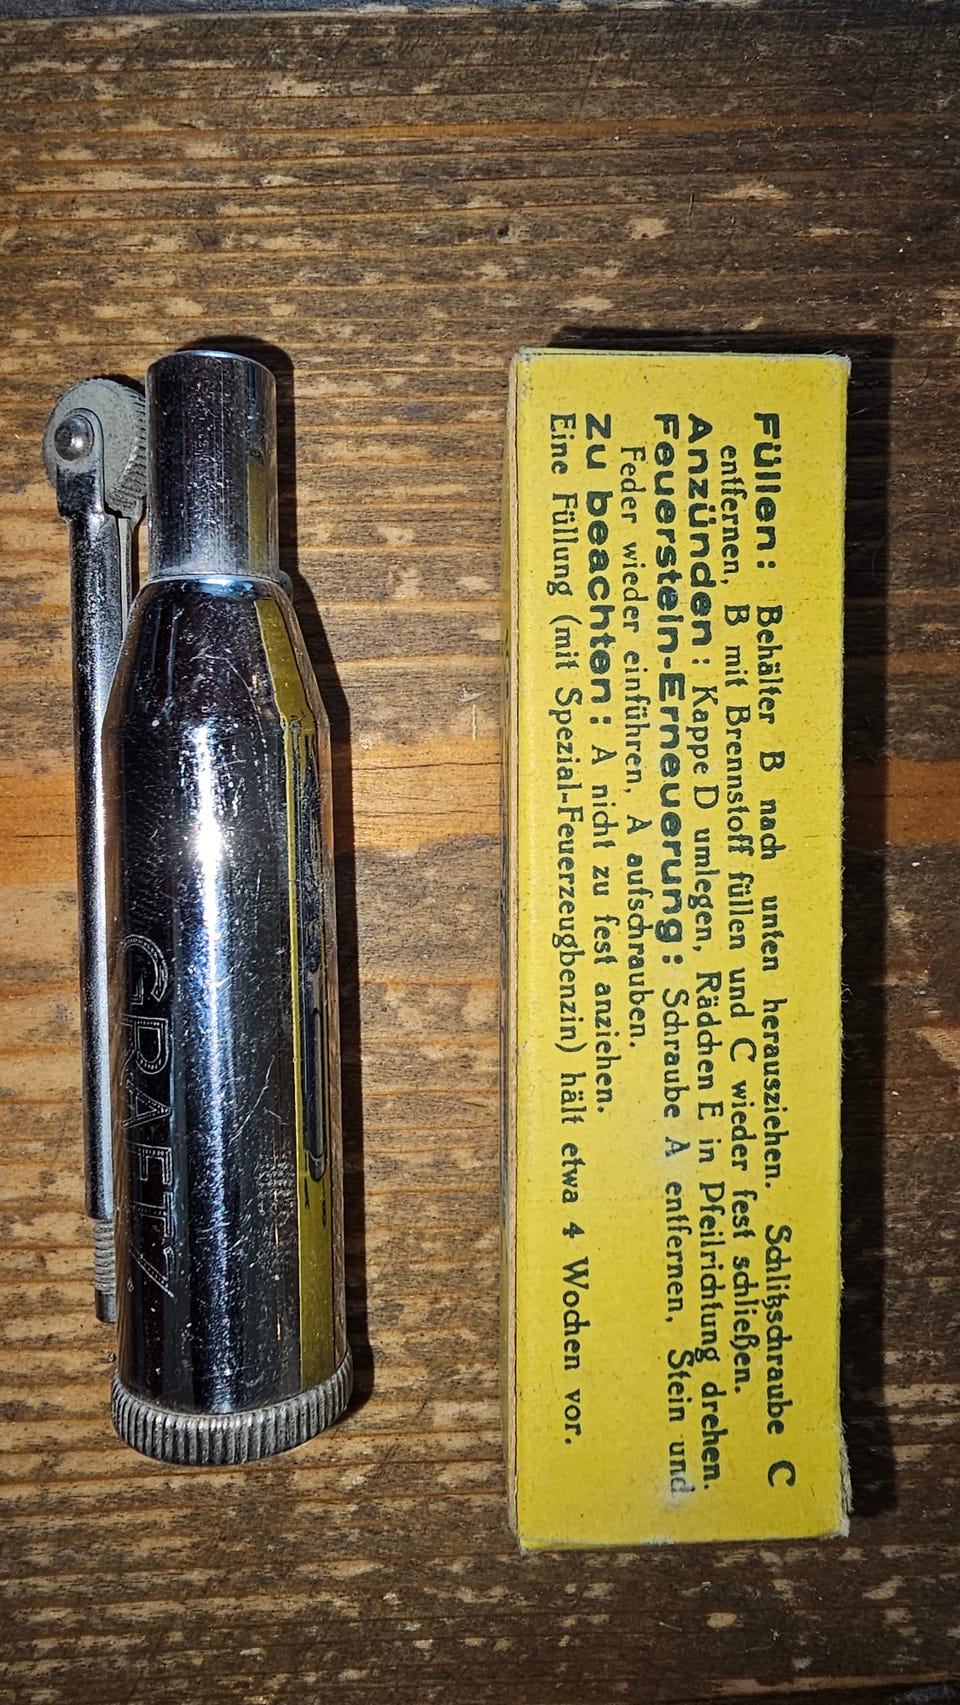 GRAETZ
Füllen: Behälter B nach unten herausziehen. Schlitzschraube C
entfernen, B mit Brennstoff füllen und C wieder fest schließen.
Anzünden: Kappe D umlegen, Rädchen E in Pfeilrichtung drehen.
Feuerstein-Erneuerung: Schraube A entfernen, Stein und
Feder wieder einführen, A aufschrauben.
Zu beachten: A nicht zu fest anziehen.
Eine Füllung (mit Spezial-Feuerzeugbenzin) hält etwa 4 Wochen vor.